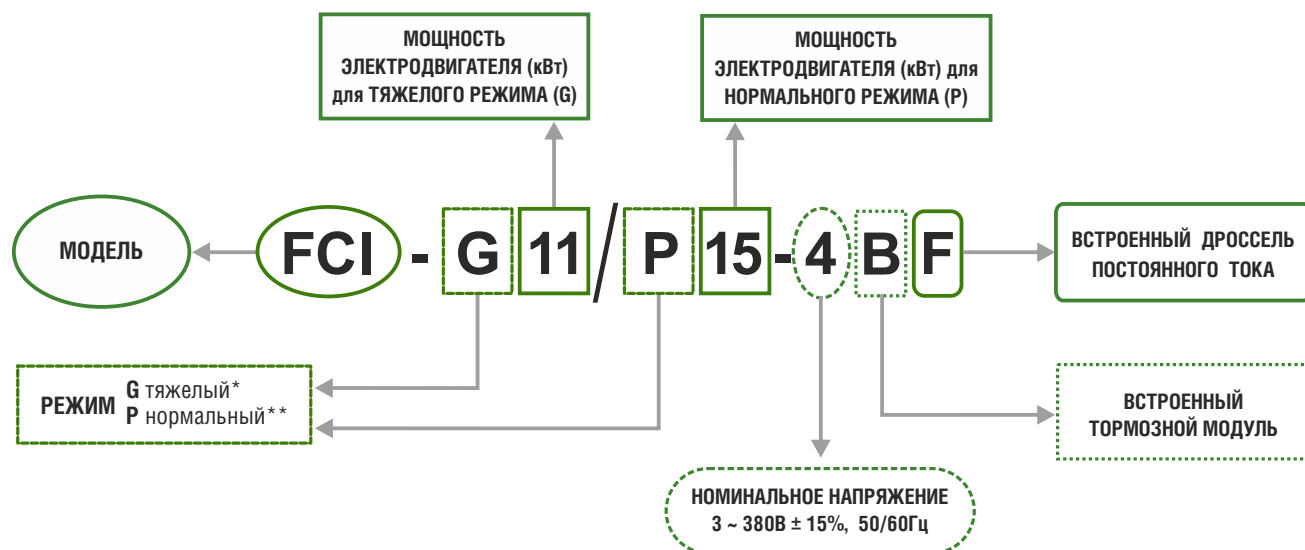 МОЩНОСТЬ
ЭЛЕКТРОДВИГАТЕЛЯ (кВт)
для ТЯЖЕЛОГО РЕЖИМА (G)
МОЩНОСТЬ
ЭЛЕКТРОДВИГАТЕЛЯ (кВт) для
НОРМАЛЬНОГО РЕЖИМА (P)
МОДЕЛЬ
FCI - G 11 / P 15 - 4 B F
ВСТРОЕННЫЙ ДРОССЕЛЬ
ПОСТОЯННОГО ТОКА
РЕЖИМ
G тяжелый*
P нормальный**
ВСТРОЕННЫЙ
ТОРМОЗНОЙ МОДУЛЬ
НОМИНАЛЬНОЕ НАПРЯЖЕНИЕ
3 ~ 380В ± 15%, 50/60Гц